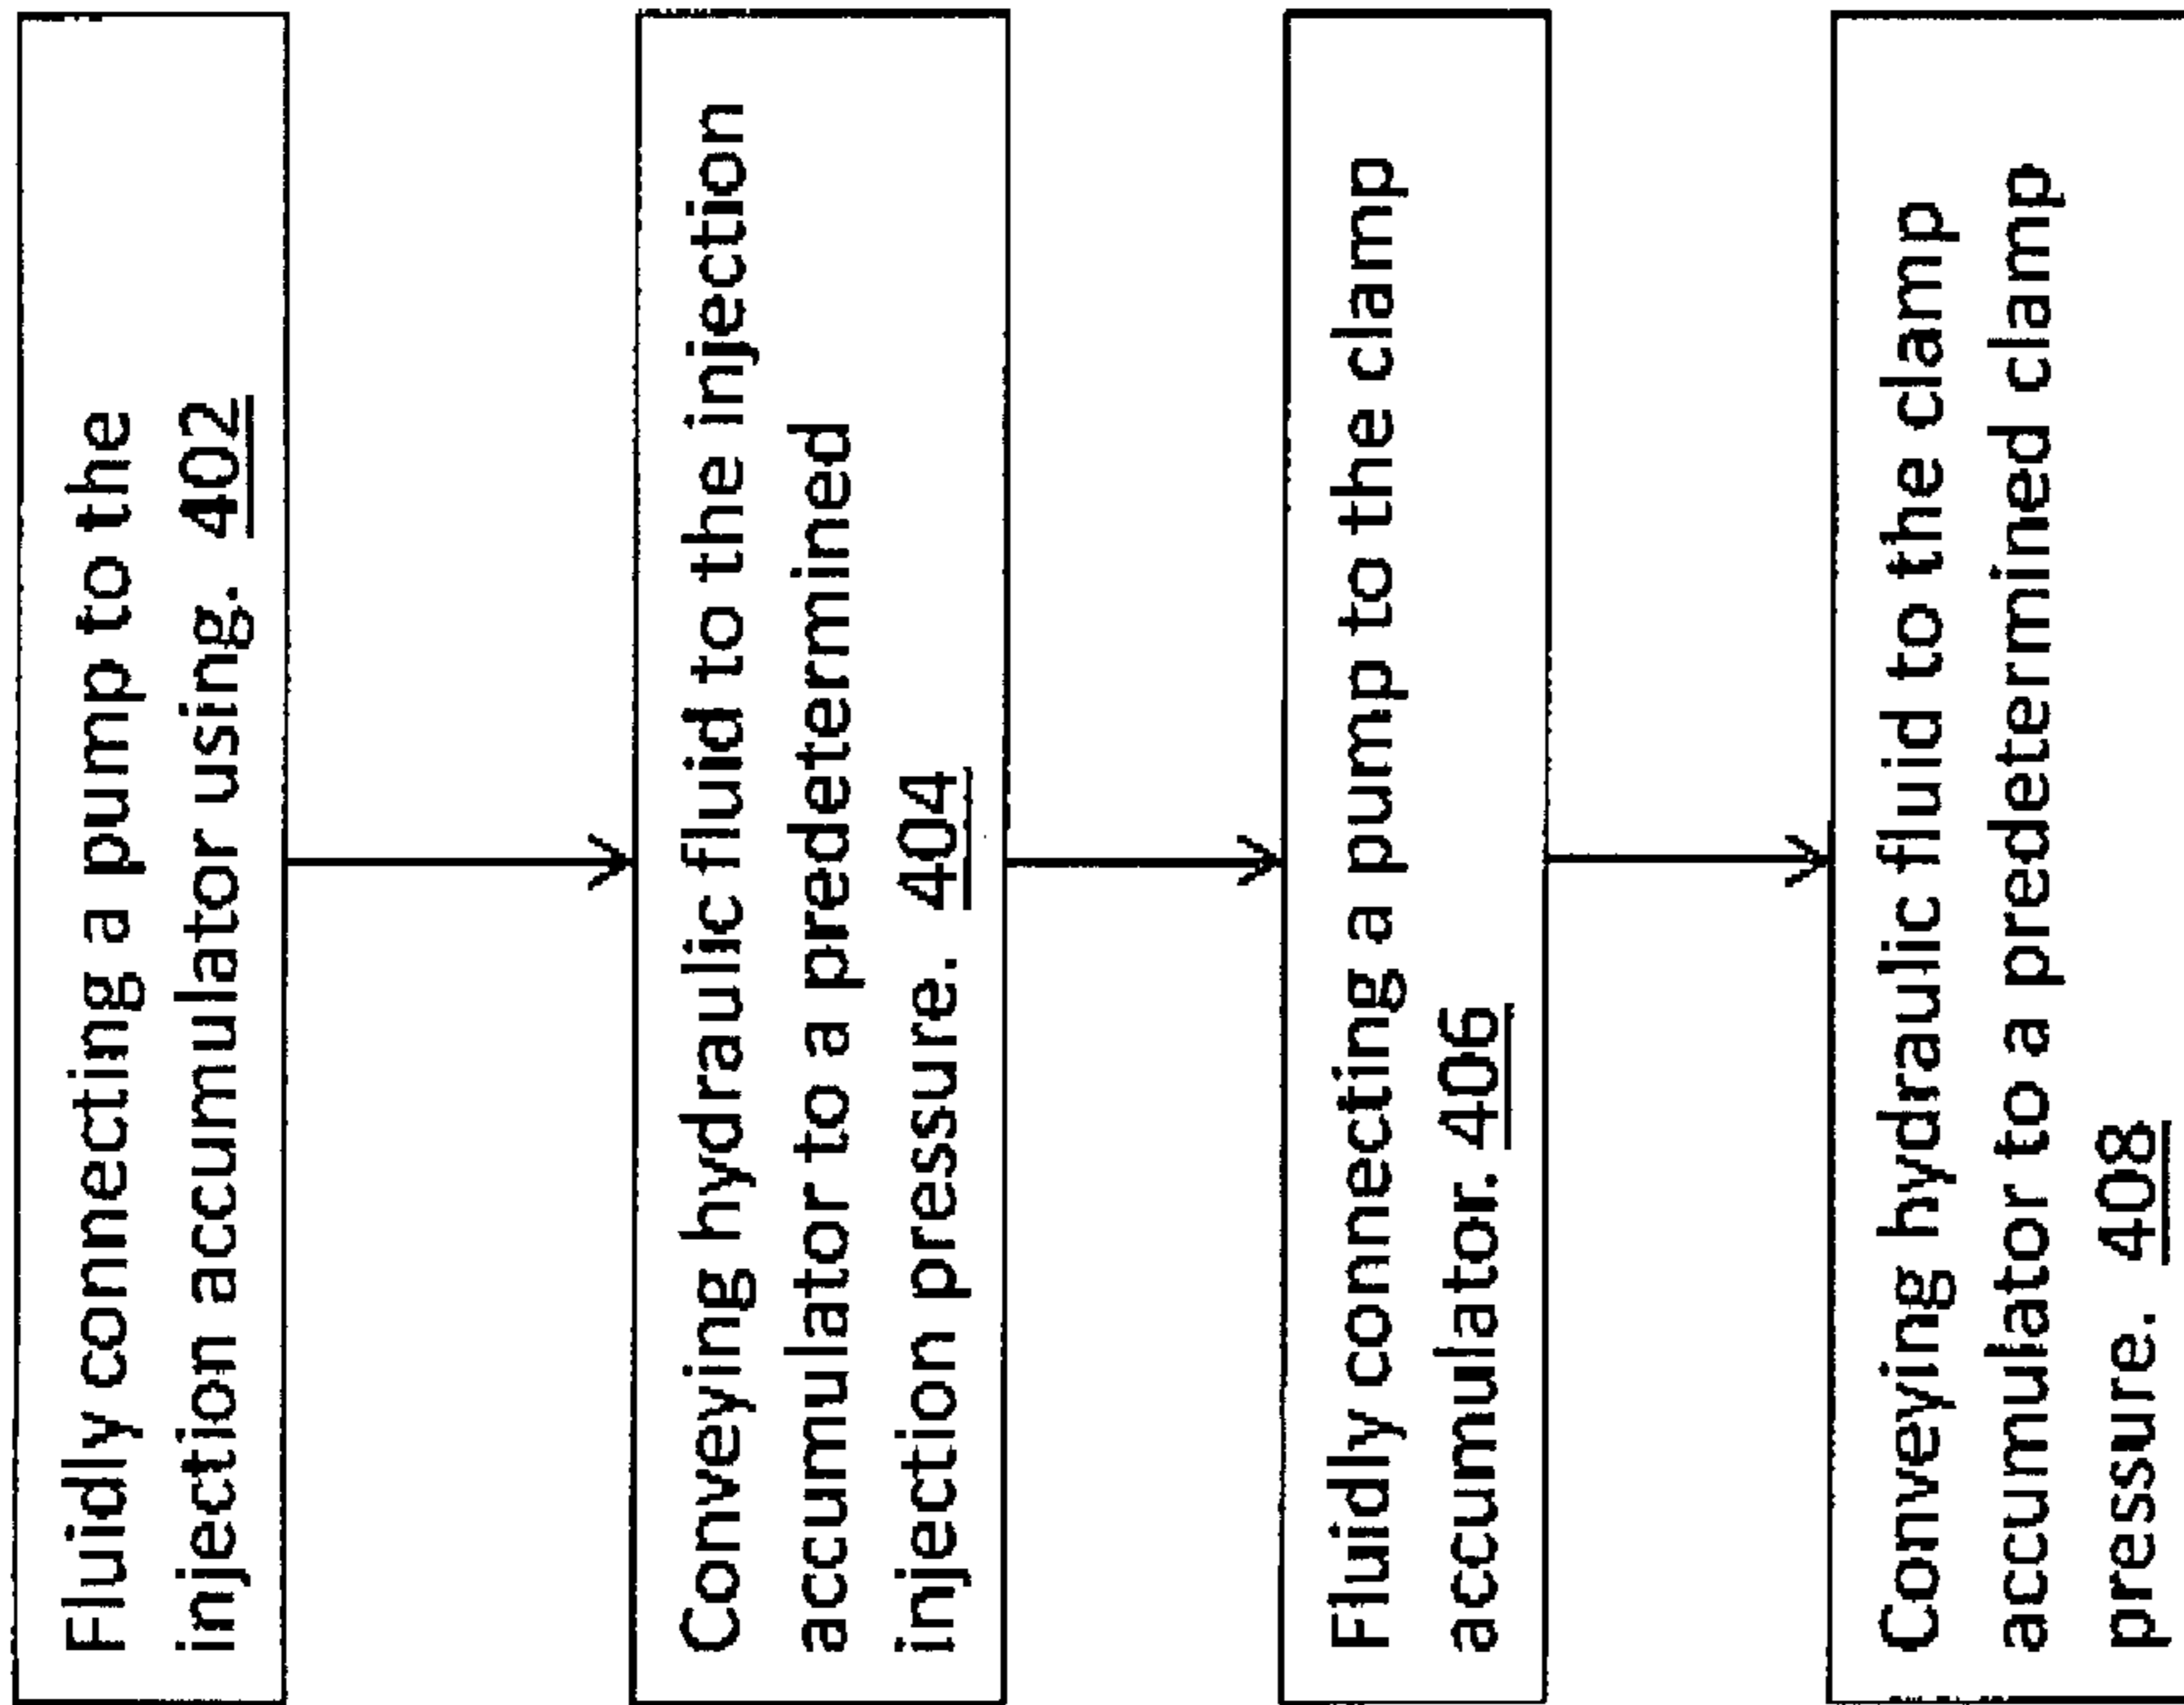 Fluidly connecting a pump to the
injection accumulator using. 402
Conveying hydraulic fluid to the injection
accumulator to a predetermined
injection pressure. 404
Fluidly connecting a pump to the clamp
accumulator. 406
Conveying hydraulic fluid to the clamp
accumulator to a predetermined clamp
pressure. 408